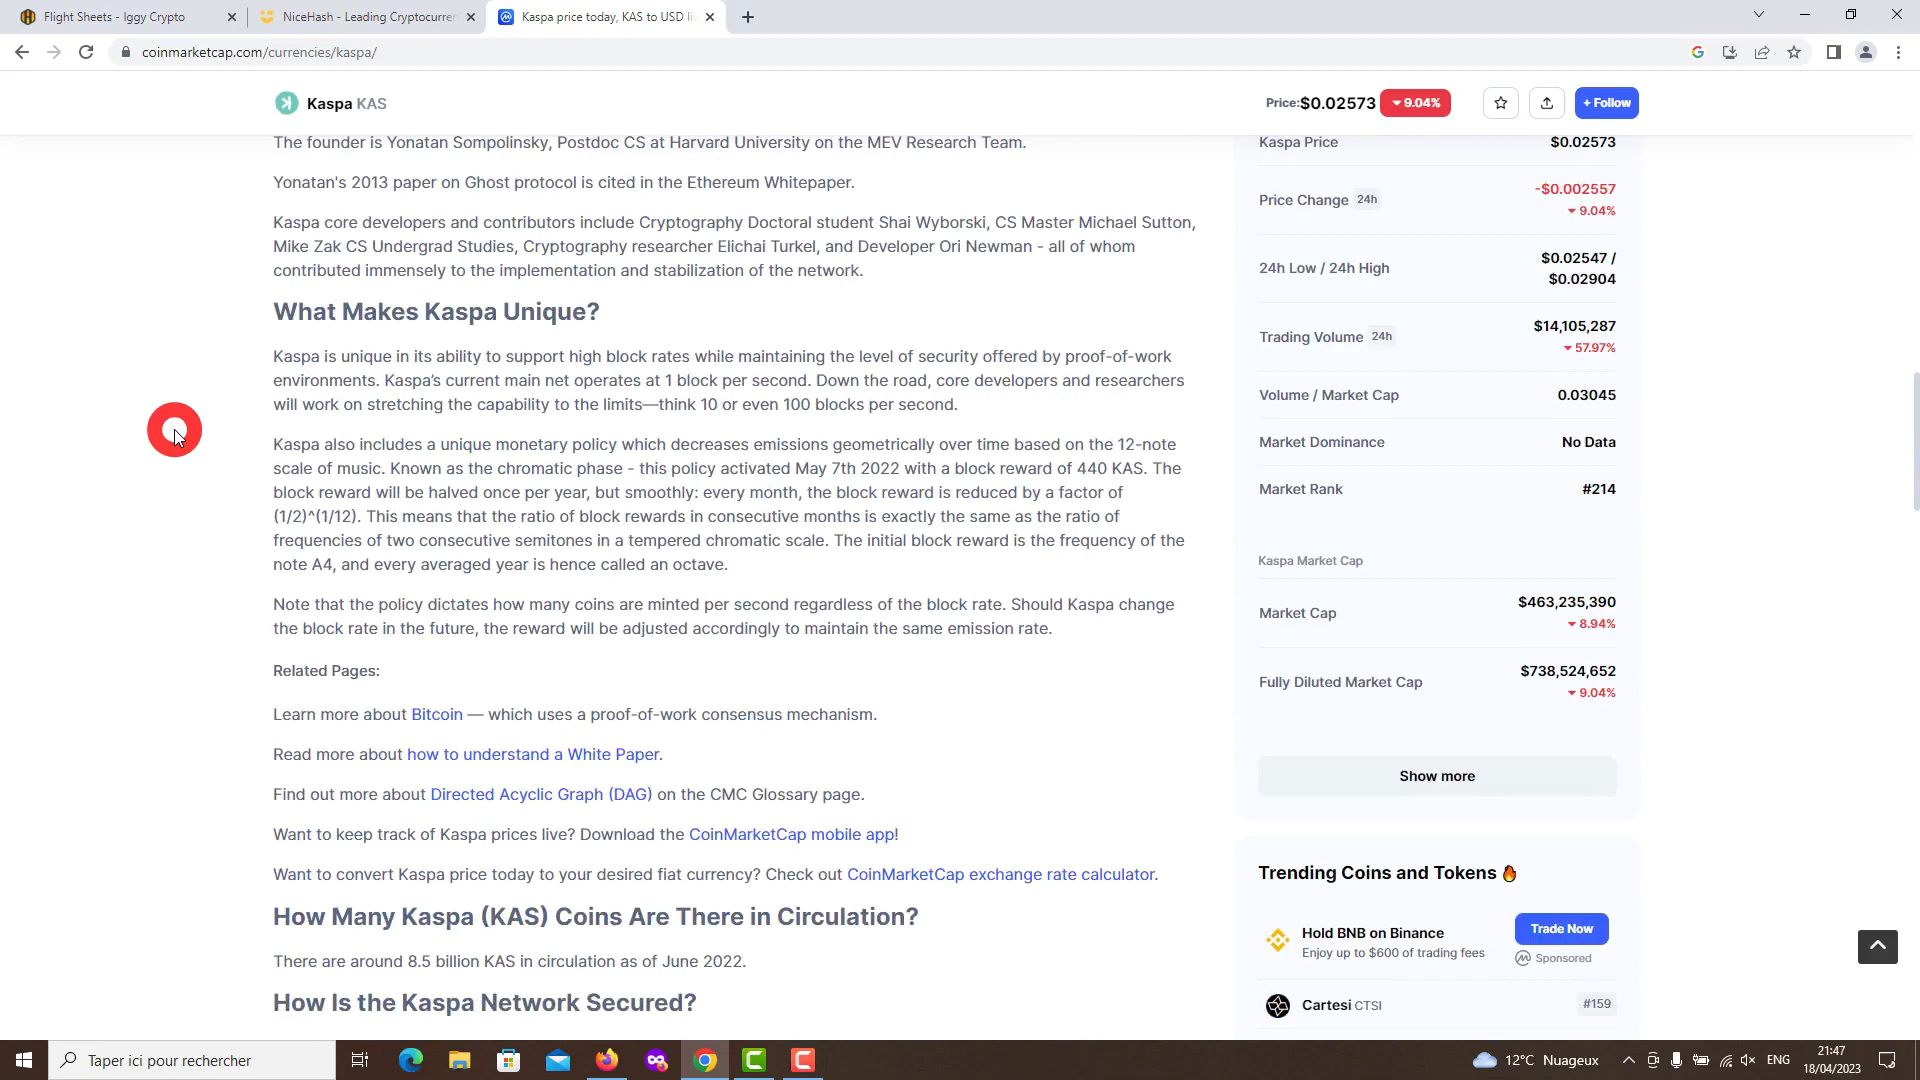 Flight Sheets - Iggy Crypto
NiceHash - Leading Cryptocurren
Kaspa price today, KAS to USD li
coinmarketcap.com/currencies/kaspa/
Kaspa KAS
Price:$0.02573 9.04%
+ Follow
The founder is Yonatan Sompolinsky, Postdoc CS at Harvard University on the MEV Research Team.
Yonatan's 2013 paper on Ghost protocol is cited in the Ethereum Whitepaper.
Kaspa core developers and contributors include Cryptography Doctoral student Shai Wyborski, CS Master Michael Sutton,
Mike Zak CS Undergrad Studies, Cryptography researcher Elichai Turkel, and Developer Ori Newman - all of whom
contributed immensely to the implementation and stabilization of the network.
What Makes Kaspa Unique?
Kaspa is unique in its ability to support high block rates while maintaining the level of security offered by proof-of-work
environments. Kaspa’s current main net operates at 1 block per second. Down the road, core developers and researchers
will work on stretching the capability to the limits—think 10 or even 100 blocks per second.
Kaspa also includes a unique monetary policy which decreases emissions geometrically over time based on the 12-note
scale of music. Known as the chromatic phase - this policy activated May 7th 2022 with a block reward of 440 KAS. The
block reward will be halved once per year, but smoothly: every month, the block reward is reduced by a factor of
(1/2)^(1/12). This means that the ratio of block rewards in consecutive months is exactly the same as the ratio of
frequencies of two consecutive semitones in a tempered chromatic scale. The initial block reward is the frequency of the
note A4, and every averaged year is hence called an octave.
Note that the policy dictates how many coins are minted per second regardless of the block rate. Should Kaspa change
the block rate in the future, the reward will be adjusted accordingly to maintain the same emission rate.
Related Pages:
Learn more about Bitcoin — which uses a proof-of-work consensus mechanism.
Read more about how to understand a White Paper.
Find out more about Directed Acyclic Graph (DAG) on the CMC Glossary page.
Want to keep track of Kaspa prices live? Download the CoinMarketCap mobile app!
Want to convert Kaspa price today to your desired fiat currency? Check out CoinMarketCap exchange rate calculator.
How Many Kaspa (KAS) Coins Are There in Circulation?
There are around 8.5 billion KAS in circulation as of June 2022.
How Is the Kaspa Network Secured?
Kaspa Price $0.02573
Price Change 24h -$0.002557
9.04%
24h Low / 24h High $0.02547 /
$0.02904
Trading Volume 24h $14,105,287
57.97%
Volume / Market Cap 0.03045
Market Dominance No Data
Market Rank #214
Kaspa Market Cap
Market Cap $463,235,390
8.94%
Fully Diluted Market Cap $738,524,652
9.04%
Show more
Trending Coins and Tokens
Hold BNB on Binance Trade Now
Enjoy up to $600 of trading fees Sponsored
Cartesi CTSI #159
Taper ici pour rechercher
12°C Nuageux
ENG
21:47
18/04/2023